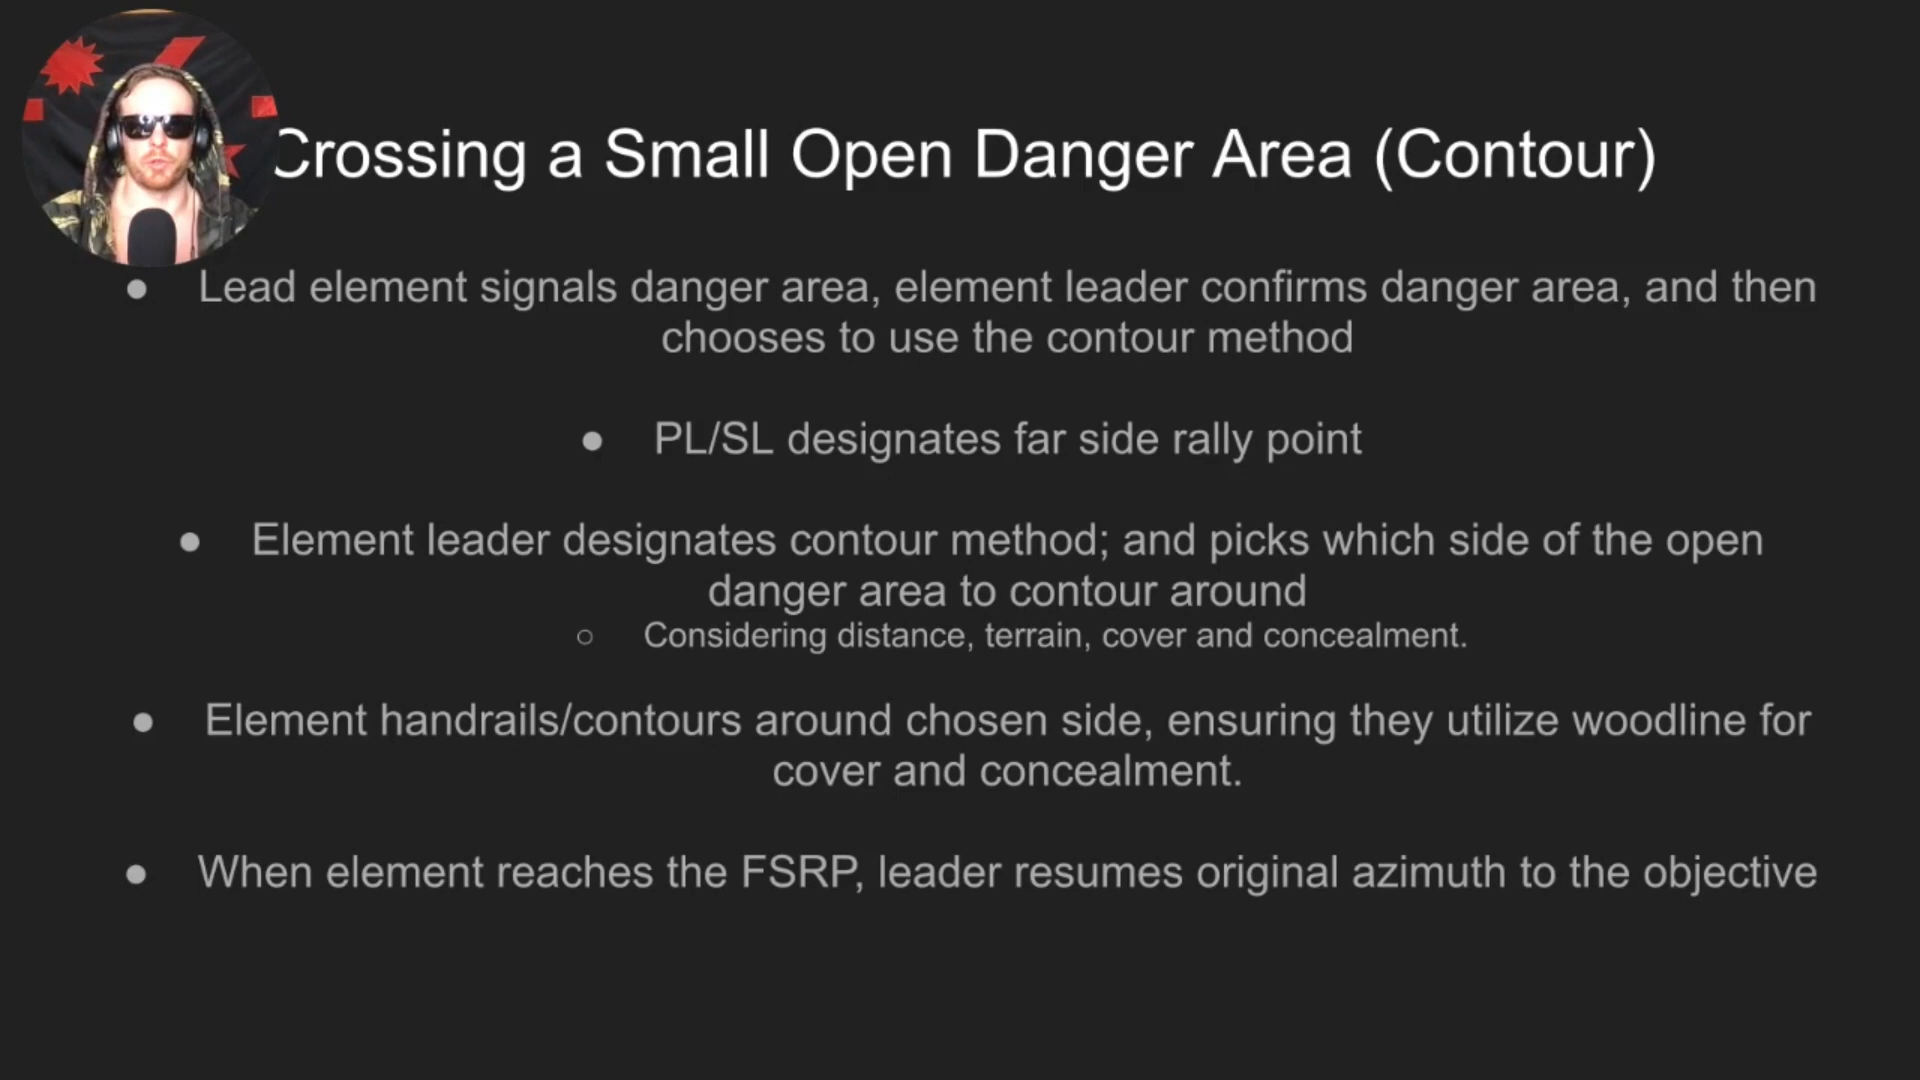 Crossing a Small Open Danger Area (Contour)
● Lead element signals danger area, element leader confirms danger area, and then
chooses to use the contour method
● PL/SL designates far side rally point
● Element leader designates contour method; and picks which side of the open
danger area to contour around
○ Considering distance, terrain, cover and concealment.
● Element handrails/contours around chosen side, ensuring they utilize woodline for
cover and concealment.
● When element reaches the FSRP, leader resumes original azimuth to the objective